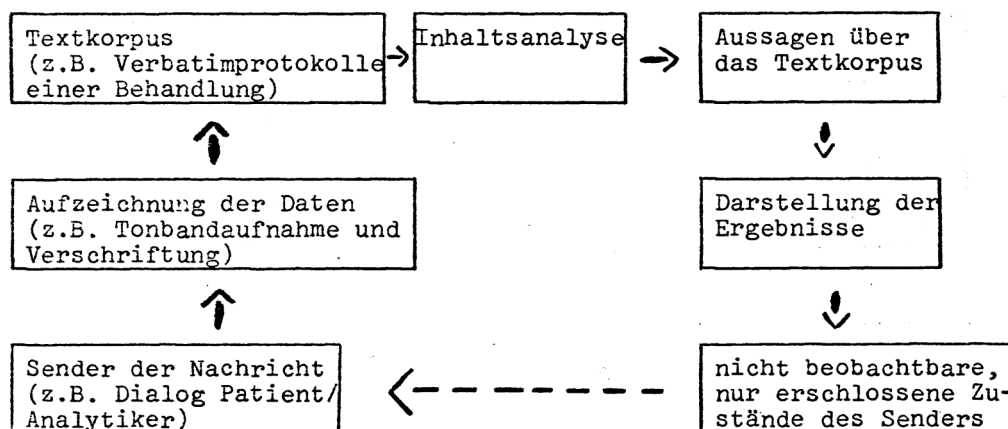 Textkorpus
(z.B. Verbatimprotokolle
einer Behandlung)
Inhaltsanalyse
Aussagen über
das Textkorpus
Aufzeichnung der Daten
(z.B. Tonbandaufnahme und
Verschriftung)
Darstellung der
Ergebnisse
Sender der Nachricht
(z.B. Dialog Patient/
Analytiker)
nicht beobachtbare,
nur erschlossene Zu-
stände des Senders